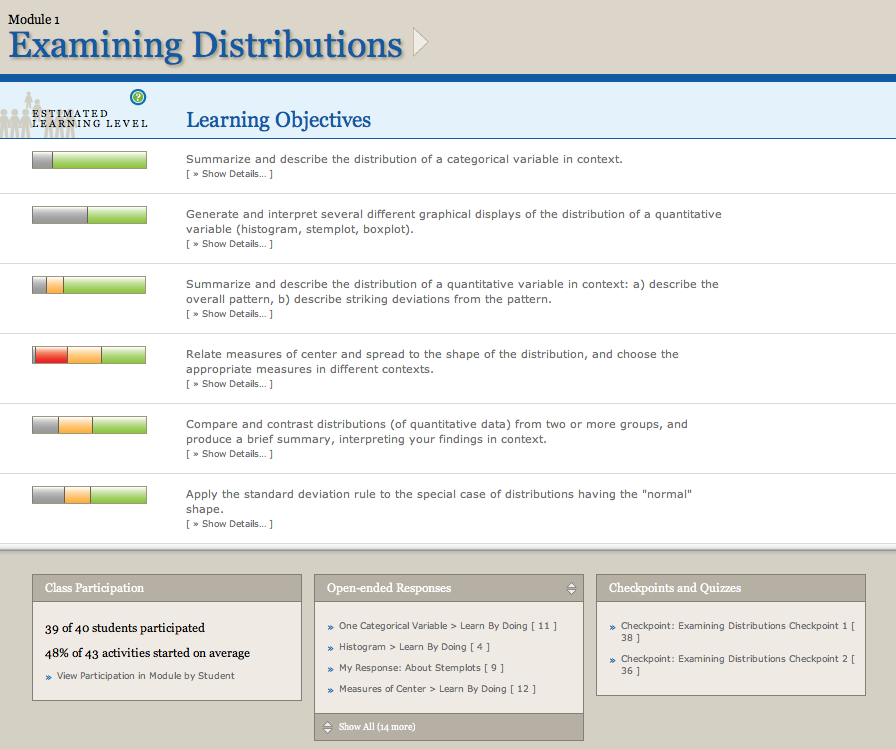 Module 1
Examining Distributions
ESTIMATED
LEARNING LEVEL
?
Learning Objectives
Summarize and describe the distribution of a categorical variable in context.
[ » Show Details... ]
Generate and interpret several different graphical displays of the distribution of a quantitative
variable (histogram, stemplot, boxplot).
[ » Show Details... ]
Summarize and describe the distribution of a quantitative variable in context: a) describe the
overall pattern, b) describe striking deviations from the pattern.
[ » Show Details... ]
Relate measures of center and spread to the shape of the distribution, and choose the
appropriate measures in different contexts.
[ » Show Details... ]
Compare and contrast distributions (of quantitative data) from two or more groups, and
produce a brief summary, interpreting your findings in context.
[ » Show Details... ]
Apply the standard deviation rule to the special case of distributions having the "normal"
shape.
[ » Show Details... ]
Class Participation
39 of 40 students participated
48% of 43 activities started on average
» View Participation in Module by Student
Open-ended Responses
» One Categorical Variable > Learn By Doing [ 11 ]
» Histogram > Learn By Doing [ 4 ]
» My Response: About Stemplots [ 9 ]
» Measures of Center > Learn By Doing [ 12 ]
Show All (14 more)
Checkpoints and Quizzes
» Checkpoint: Examining Distributions Checkpoint 1 [
38 ]
» Checkpoint: Examining Distributions Checkpoint 2 [
36 ]